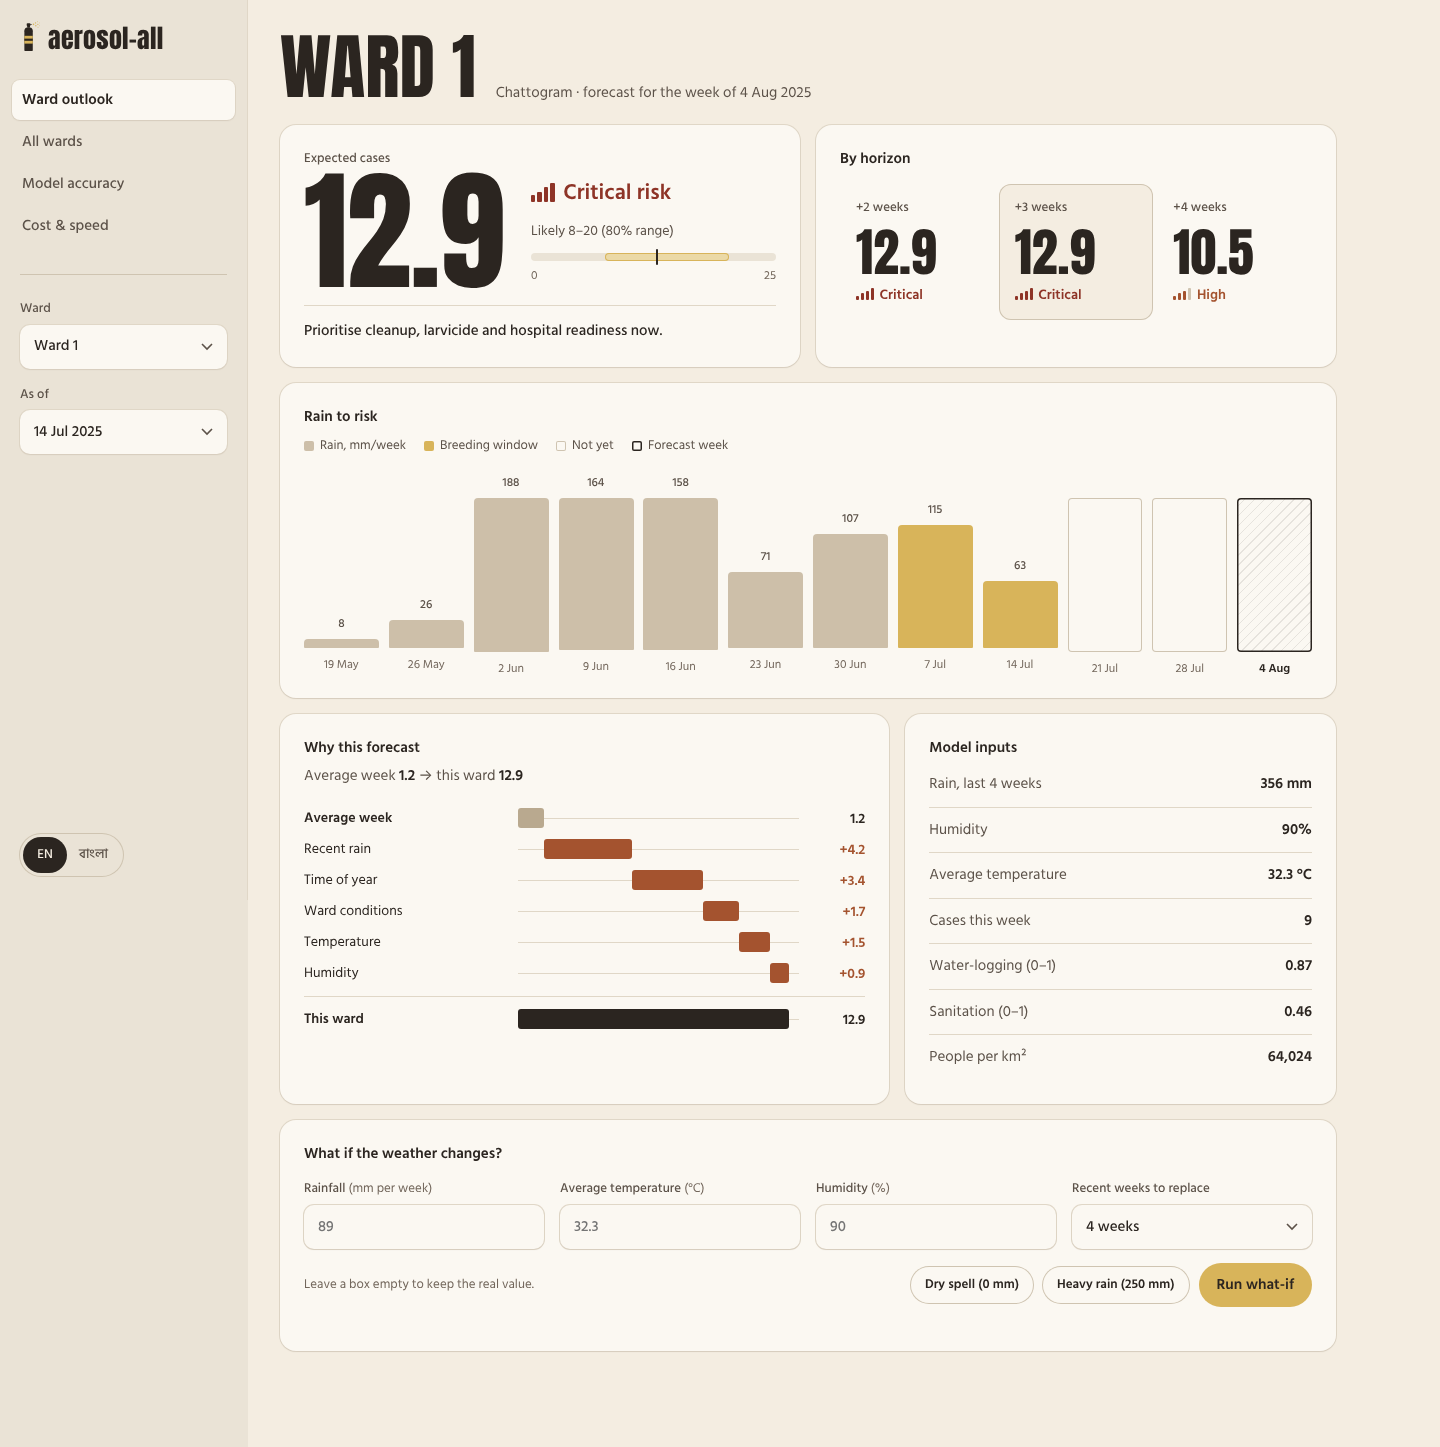 aerosol-all
Ward outlook
All wards
Model accuracy
Cost & speed
Ward
Ward 1
As of
14 Jul 2025
EN বাংলা
WARD 1
Chattogram · forecast for the week of 4 Aug 2025
Expected cases
12.9
Critical risk
Likely 8–20 (80% range)
0 25
Prioritise cleanup, larvicide and hospital readiness now.
By horizon
+2 weeks
12.9
Critical
+3 weeks
12.9
Critical
+4 weeks
10.5
High
Rain to risk
Rain, mm/week Breeding window Not yet Forecast week
8 26 188 164 158 71 107 115 63
19 May 26 May 2 Jun 9 Jun 16 Jun 23 Jun 30 Jun 7 Jul 14 Jul 21 Jul 28 Jul 4 Aug
Why this forecast
Average week 1.2 → this ward 12.9
Average week 1.2
Recent rain +4.2
Time of year +3.4
Ward conditions +1.7
Temperature +1.5
Humidity +0.9
This ward 12.9
Model inputs
Rain, last 4 weeks 356 mm
Humidity 90%
Average temperature 32.3 °C
Cases this week 9
Water-logging (0–1) 0.87
Sanitation (0–1) 0.46
People per km² 64,024
What if the weather changes?
Rainfall (mm per week) Average temperature (°C) Humidity (%) Recent weeks to replace
89 32.3 90 4 weeks
Leave a box empty to keep the real value.
Dry spell (0 mm) Heavy rain (250 mm) Run what-if